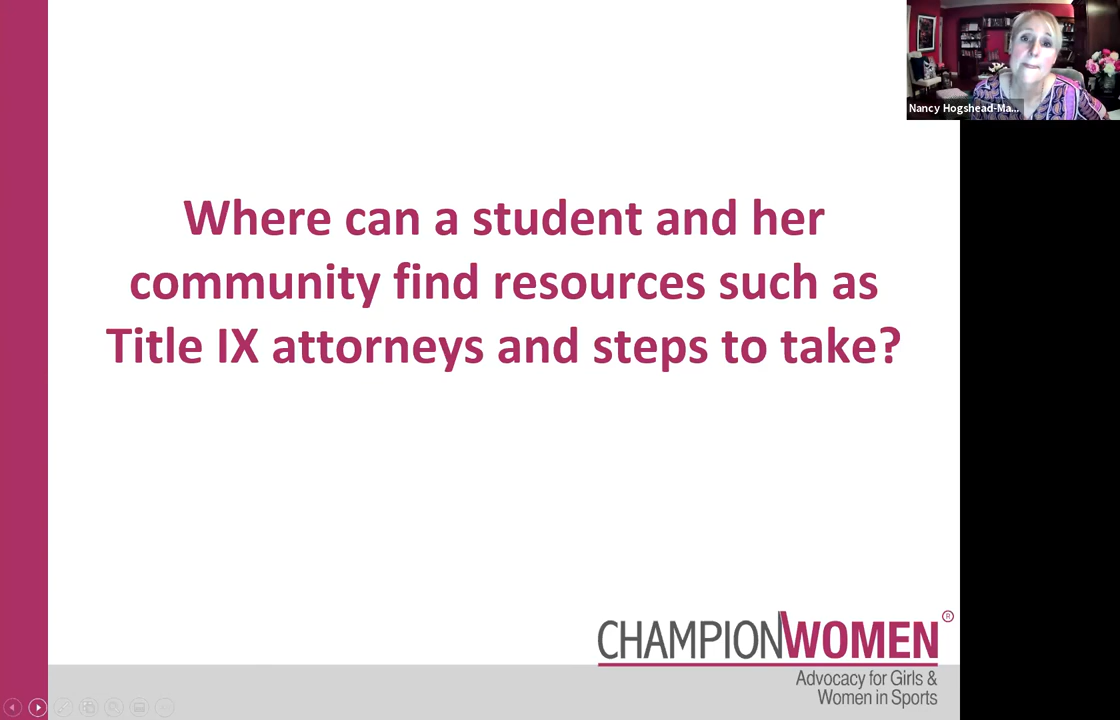 Nancy Hogshead-Ma...
Where can a student and her
community find resources such as
Title IX attorneys and steps to take?
CHAMPIONWOMEN®
Advocacy for Girls &
Women in Sports